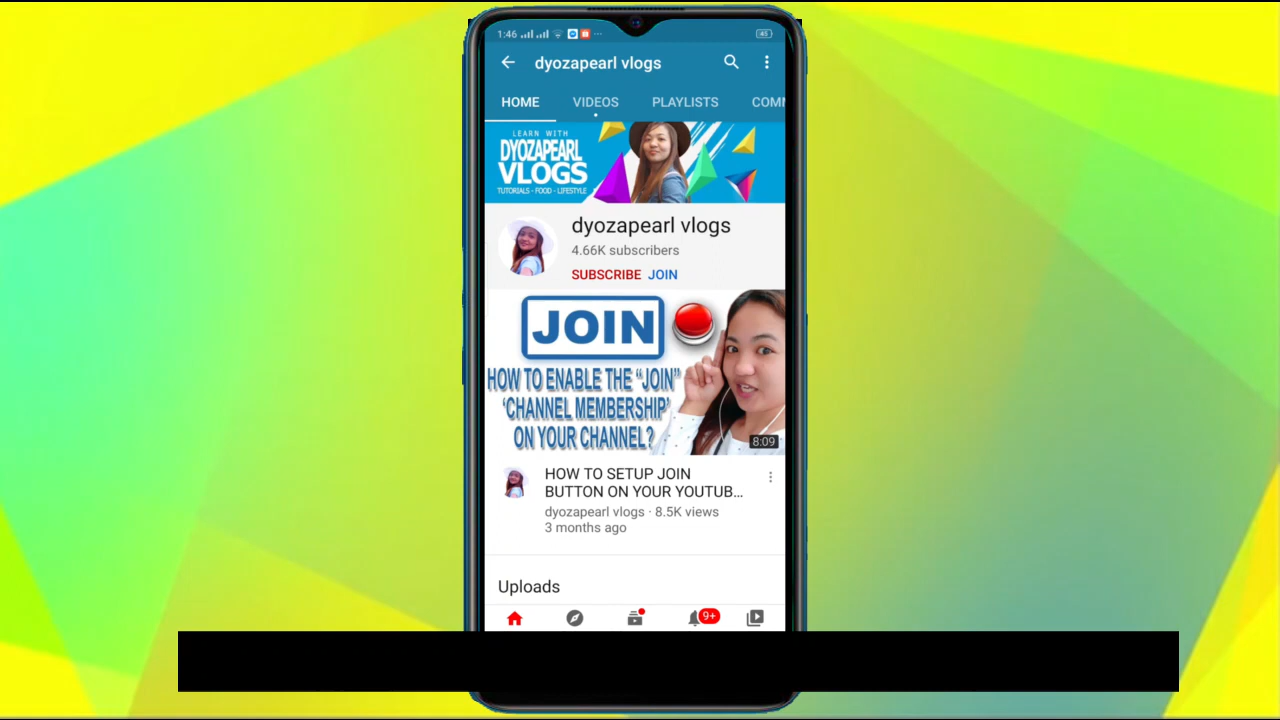 1:46
45
dyozapearl vlogs
HOME VIDEOS PLAYLISTS COMM
LEARN WITH
DYOZAPEARL
VLOGS
TUTORIALS - FOOD - LIFESTYLE
dyozapearl vlogs
4.66K subscribers
SUBSCRIBE JOIN
JOIN
HOW TO ENABLE THE “JOIN”
‘CHANNEL MEMBERSHIP’
ON YOUR CHANNEL?
8:09
HOW TO SETUP JOIN
BUTTON ON YOUR YOUTUB...
dyozapearl vlogs · 8.5K views
3 months ago
Uploads
9+